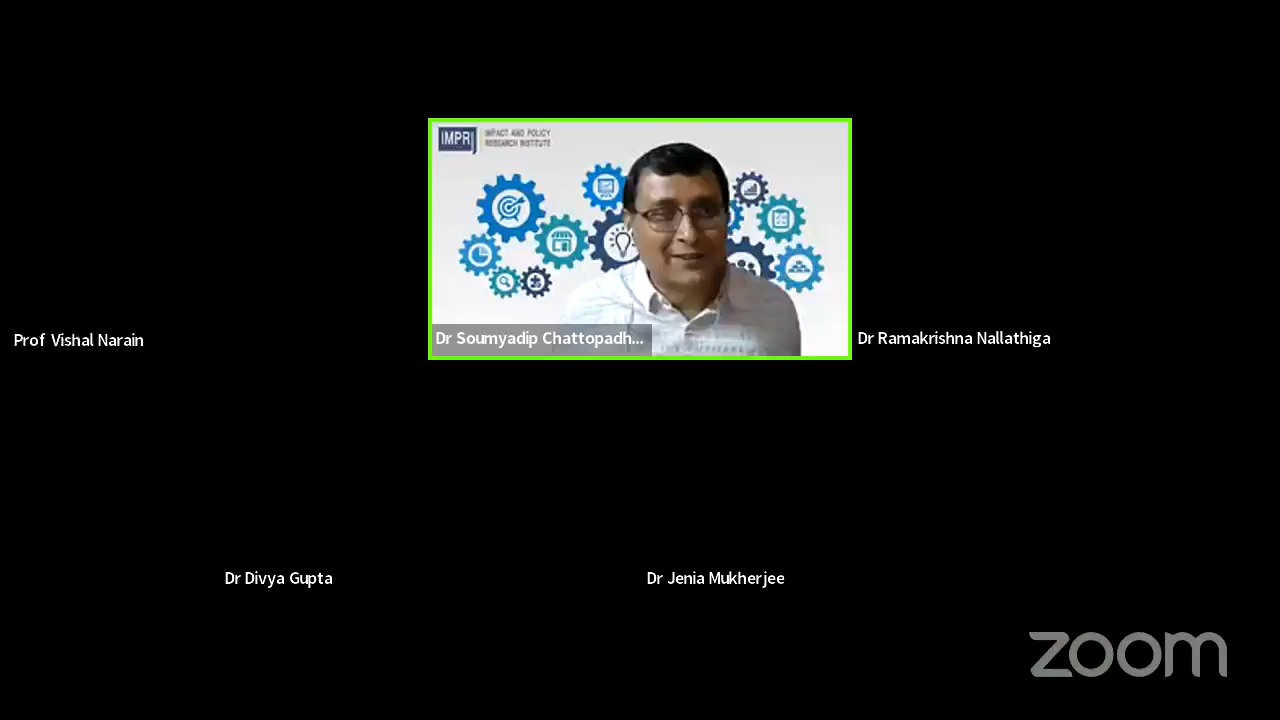 IMPRI
IMPACT AND POLICY
RESEARCH INSTITUTE
Prof Vishal Narain
Dr Soumyadip Chattopadh...
Dr Ramakrishna Nallathiga
Dr Divya Gupta
Dr Jenia Mukherjee
zoom